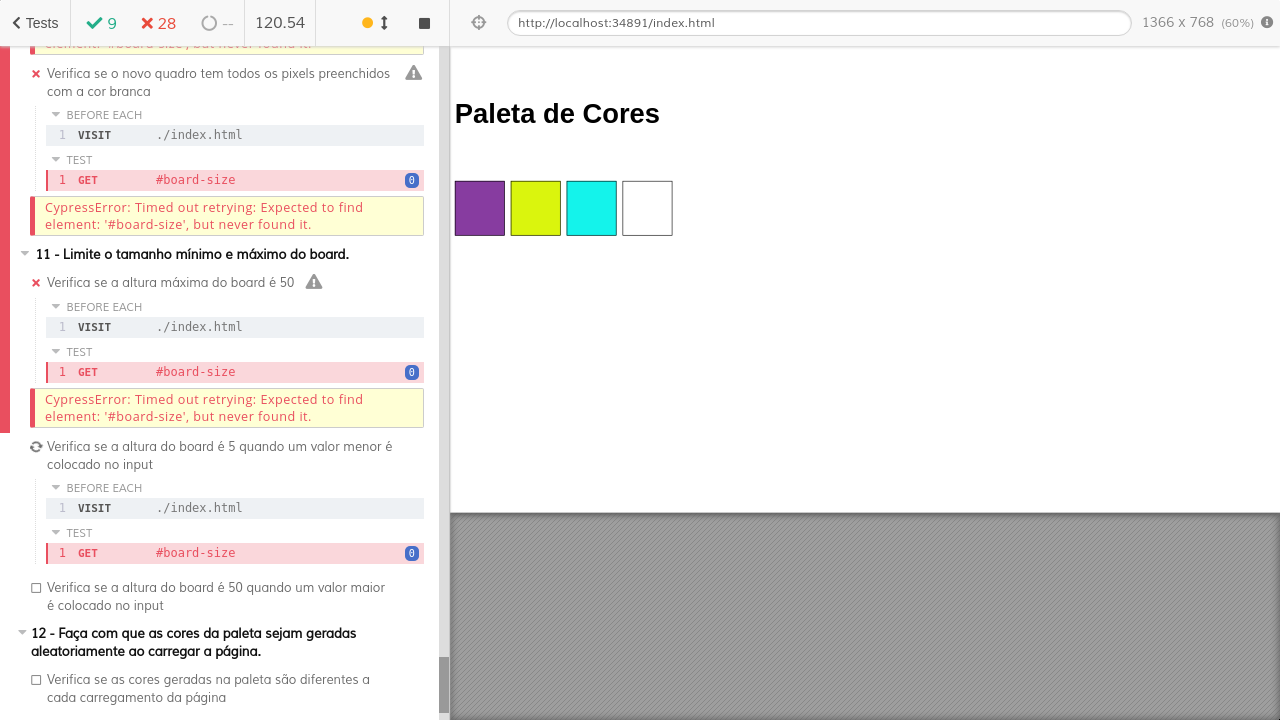 Tests
9
28
--
120.54
http://localhost:34891/index.html
1366 x 768 (60%)
element: '#board-size', but never found it.
Verifica se o novo quadro tem todos os pixels preenchidos
com a cor branca
BEFORE EACH
1 VISIT ./index.html
TEST
1 GET #board-size 0
CypressError: Timed out retrying: Expected to find
element: '#board-size', but never found it.
11 - Limite o tamanho mínimo e máximo do board.
Verifica se a altura máxima do board é 50
BEFORE EACH
1 VISIT ./index.html
TEST
1 GET #board-size 0
CypressError: Timed out retrying: Expected to find
element: '#board-size', but never found it.
Verifica se a altura do board é 5 quando um valor menor é
colocado no input
BEFORE EACH
1 VISIT ./index.html
TEST
1 GET #board-size 0
Verifica se a altura do board é 50 quando um valor maior
é colocado no input
12 - Faça com que as cores da paleta sejam geradas
aleatoriamente ao carregar a página.
Verifica se as cores geradas na paleta são diferentes a
cada carregamento da página
Paleta de Cores